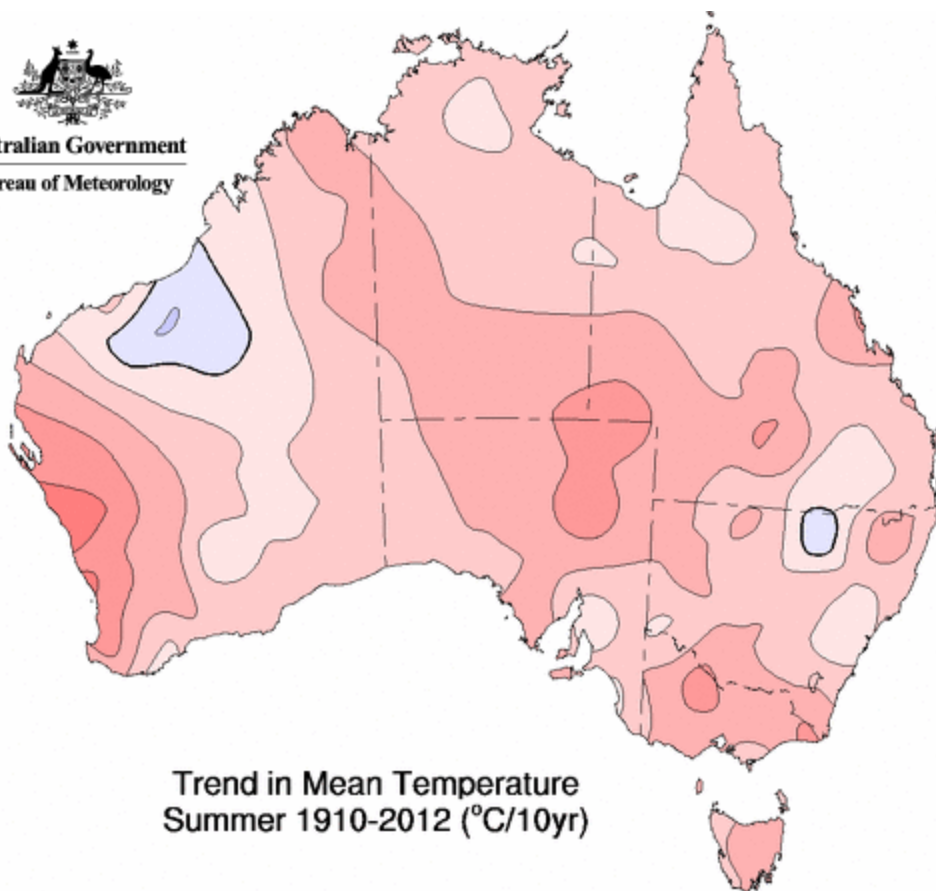 tralian Government
reau of Meteorology
Trend in Mean Temperature
Summer 1910-2012 (°C/10yr)